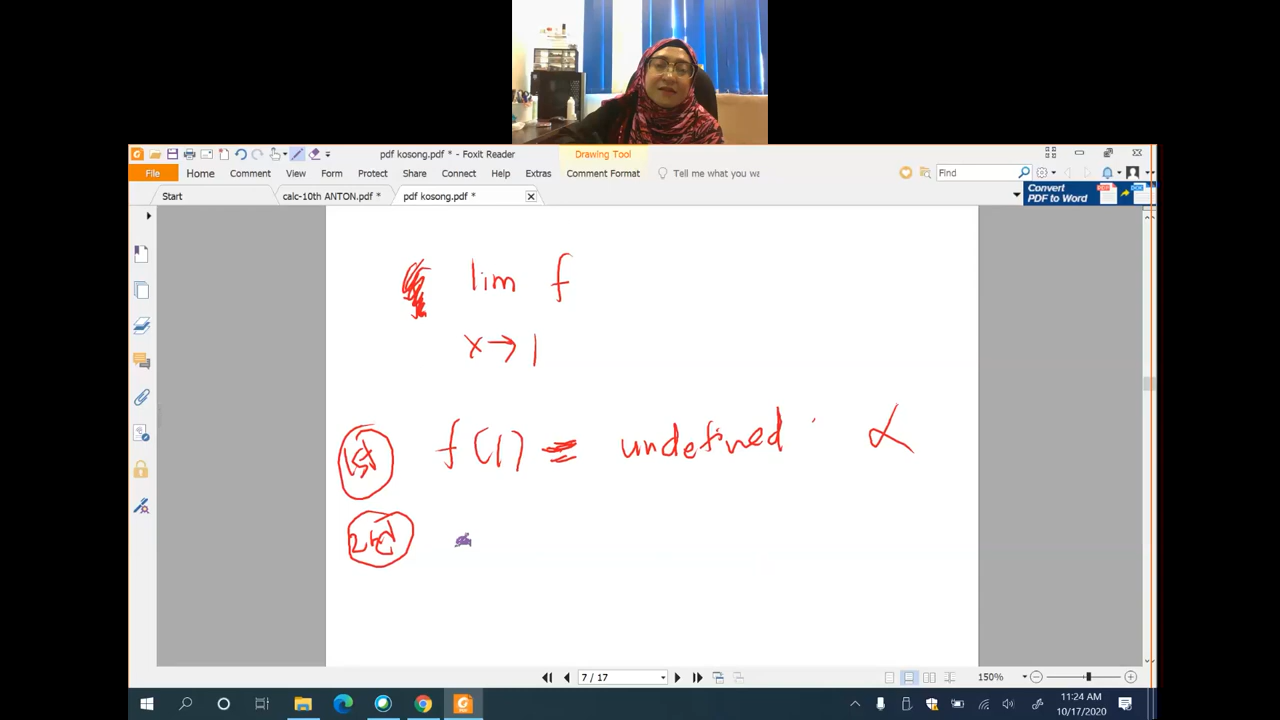 pdf kosong.pdf * - Foxit Reader
Drawing Tool
File Home Comment View Form Protect Share Connect Help Extras Comment Format Tell me what you wa Find
Start calc-10th ANTON.pdf * pdf kosong.pdf *
Convert
PDF to Word
lim f
x→1
1st f(1) = undefined
2nd
7 / 17
150%
11:24 AM
10/17/2020